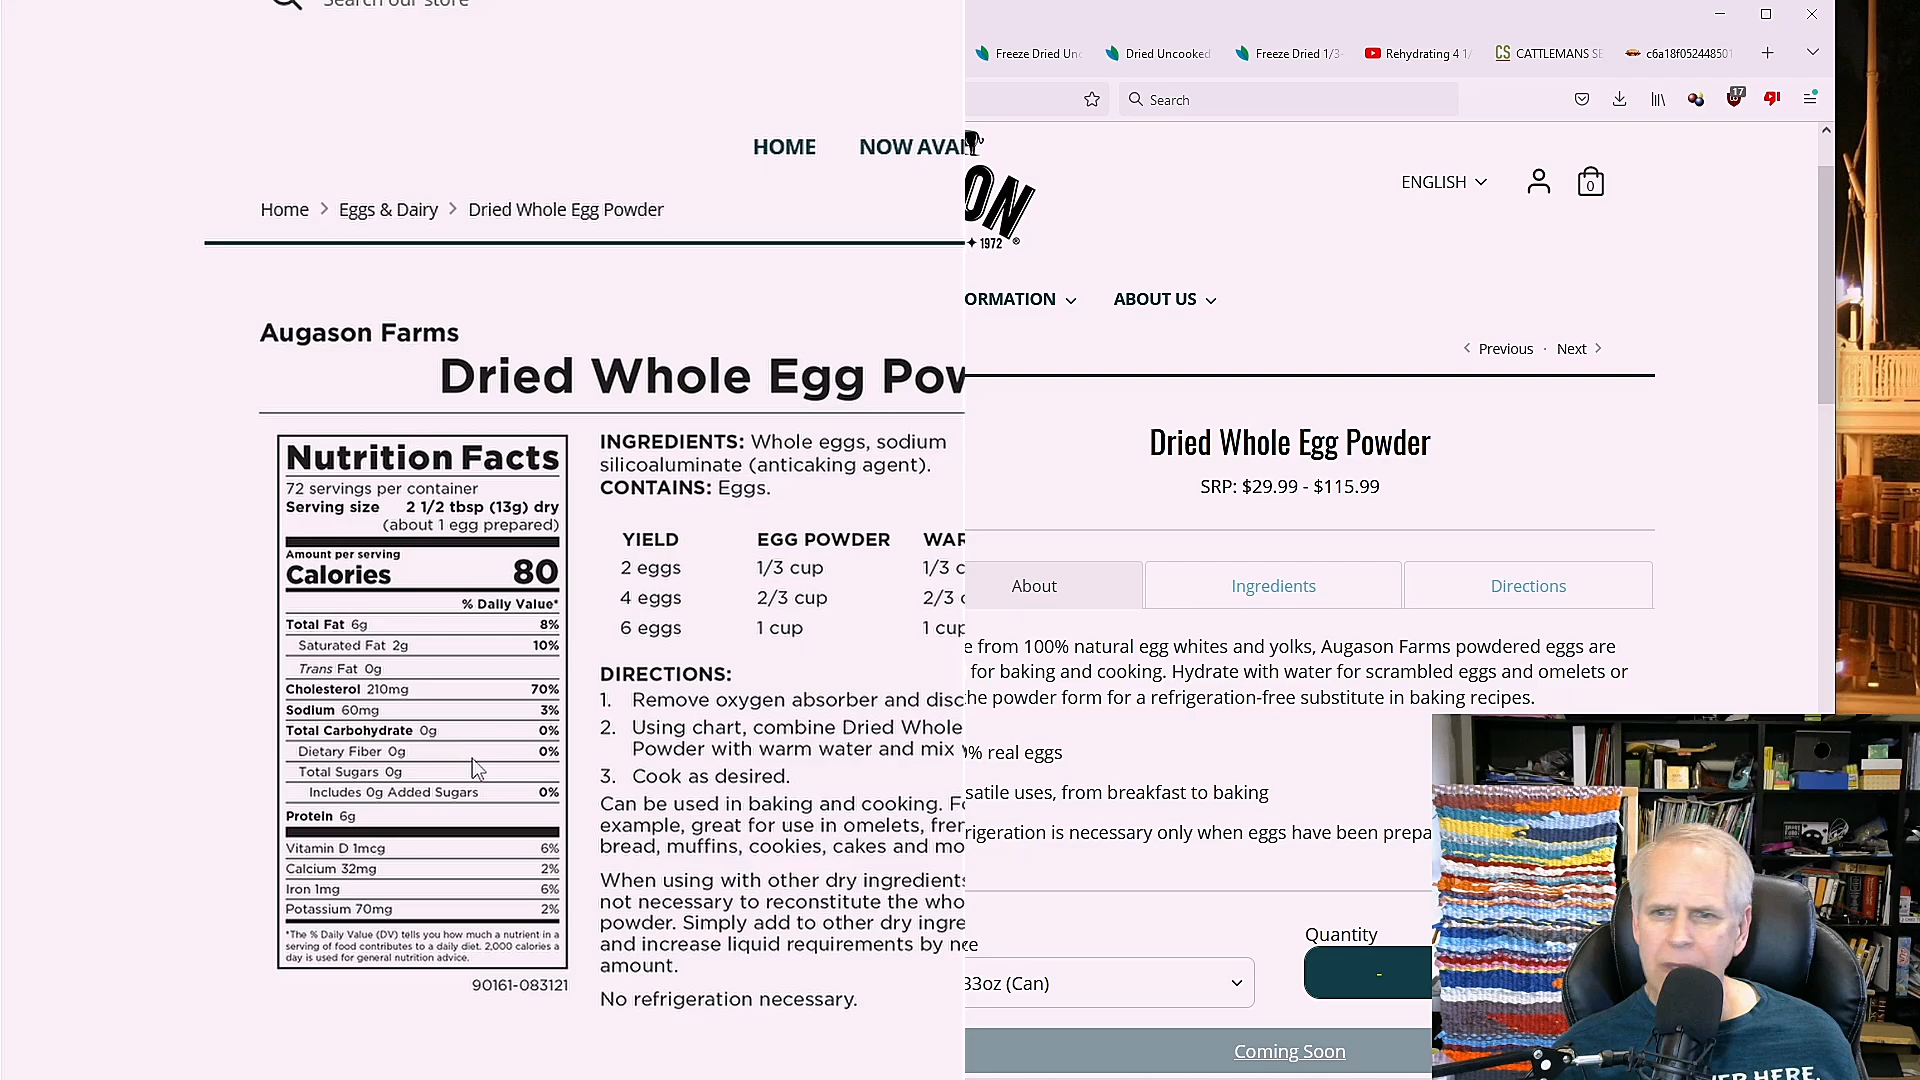 Search our store
HOME NOW AVAI
Home > Eggs & Dairy > Dried Whole Egg Powder
Augason Farms
Dried Whole Egg Pow
Nutrition Facts
72 servings per container
Serving size 2 1/2 tbsp (13g) dry
(about 1 egg prepared)
Amount per serving
Calories 80
% Daily Value*
Total Fat 6g 8%
Saturated Fat 2g 10%
Trans Fat 0g
Cholesterol 210mg 70%
Sodium 60mg 3%
Total Carbohydrate 0g 0%
Dietary Fiber 0g 0%
Total Sugars 0g
Includes 0g Added Sugars 0%
Protein 6g
Vitamin D 1mcg 6%
Calcium 32mg 2%
Iron 1mg 6%
Potassium 70mg 2%
*The % Daily Value (DV) tells you how much a nutrient in a
serving of food contributes to a daily diet. 2,000 calories a
day is used for general nutrition advice.
90161-083121
INGREDIENTS: Whole eggs, sodium
silicoaluminate (anticaking agent).
CONTAINS: Eggs.
YIELD EGG POWDER WAR
2 eggs 1/3 cup 1/3 c
4 eggs 2/3 cup 2/3 c
6 eggs 1 cup 1 cup
DIRECTIONS:
1. Remove oxygen absorber and disc
2. Using chart, combine Dried Whole
Powder with warm water and mix
3. Cook as desired.
Can be used in baking and cooking. Fo
example, great for use in omelets, fren
bread, muffins, cookies, cakes and mo
When using with other dry ingredients
not necessary to reconstitute the who
powder. Simply add to other dry ingre
and increase liquid requirements by ne
amount.
No refrigeration necessary.
Freeze Dried Unc Dried Uncooked Freeze Dried 1/3- Rehydrating 4 1/ CS CATTLEMANS SE c6a18f052448501
Search
17
ON
1972 ®
ENGLISH
0
ORMATION ABOUT US
< Previous · Next >
Dried Whole Egg Powder
SRP: $29.99 - $115.99
About Ingredients Directions
e from 100% natural egg whites and yolks, Augason Farms powdered eggs are
for baking and cooking. Hydrate with water for scrambled eggs and omelets or
he powder form for a refrigeration-free substitute in baking recipes.
% real eggs
satile uses, from breakfast to baking
rigeration is necessary only when eggs have been prepa
e
Quantity
33oz (Can)
-
Coming Soon
VER HERE.